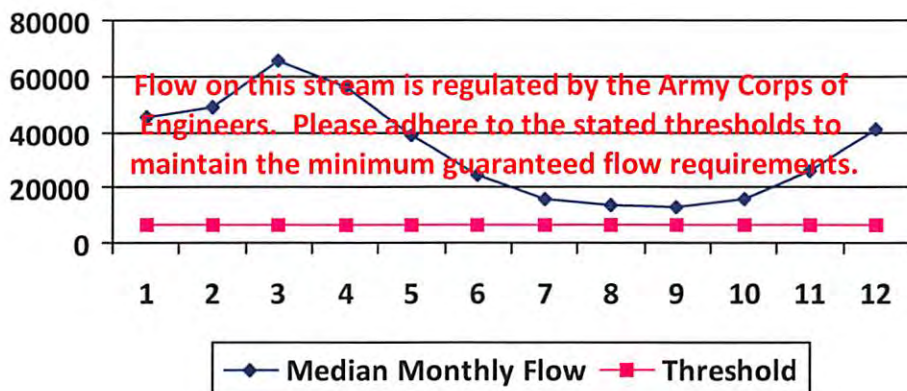 80000
60000
40000
20000
0
Flow on this stream is regulated by the Army Corps of
Engineers. Please adhere to the stated thresholds to
maintain the minimum guaranteed flow requirements.
1 2 3 4 5 6 7 8 9 10 11 12
Median Monthly Flow Threshold